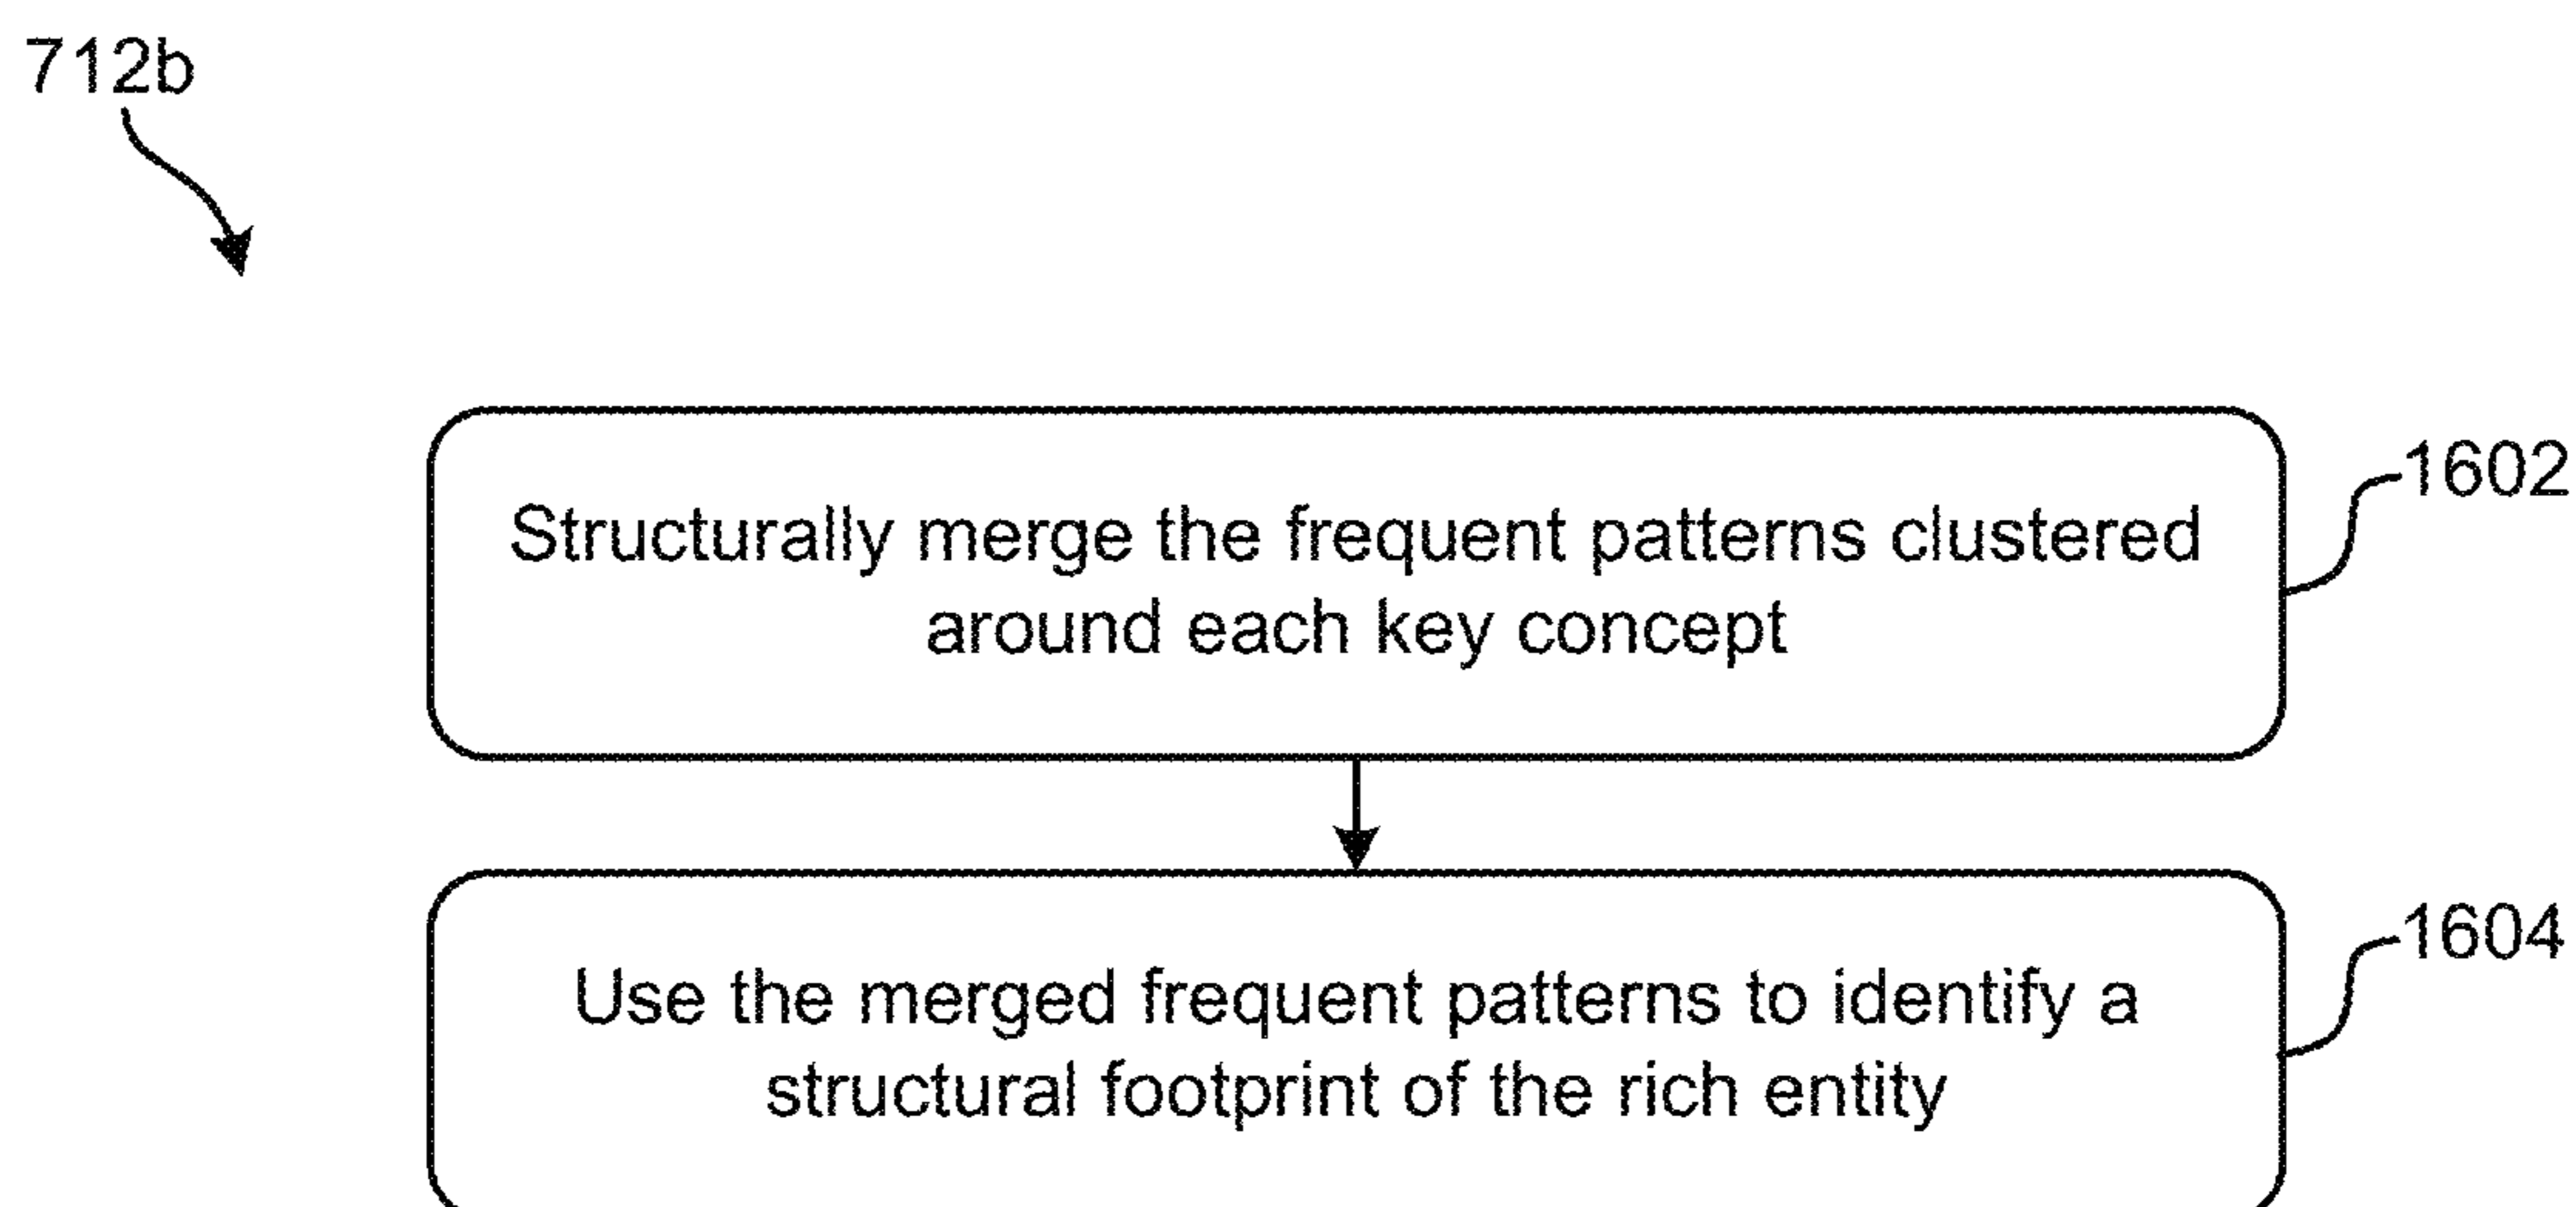 712b
1602
Structurally merge the frequent patterns clustered
around each key concept
1604
Use the merged frequent patterns to identify a
structural footprint of the rich entity